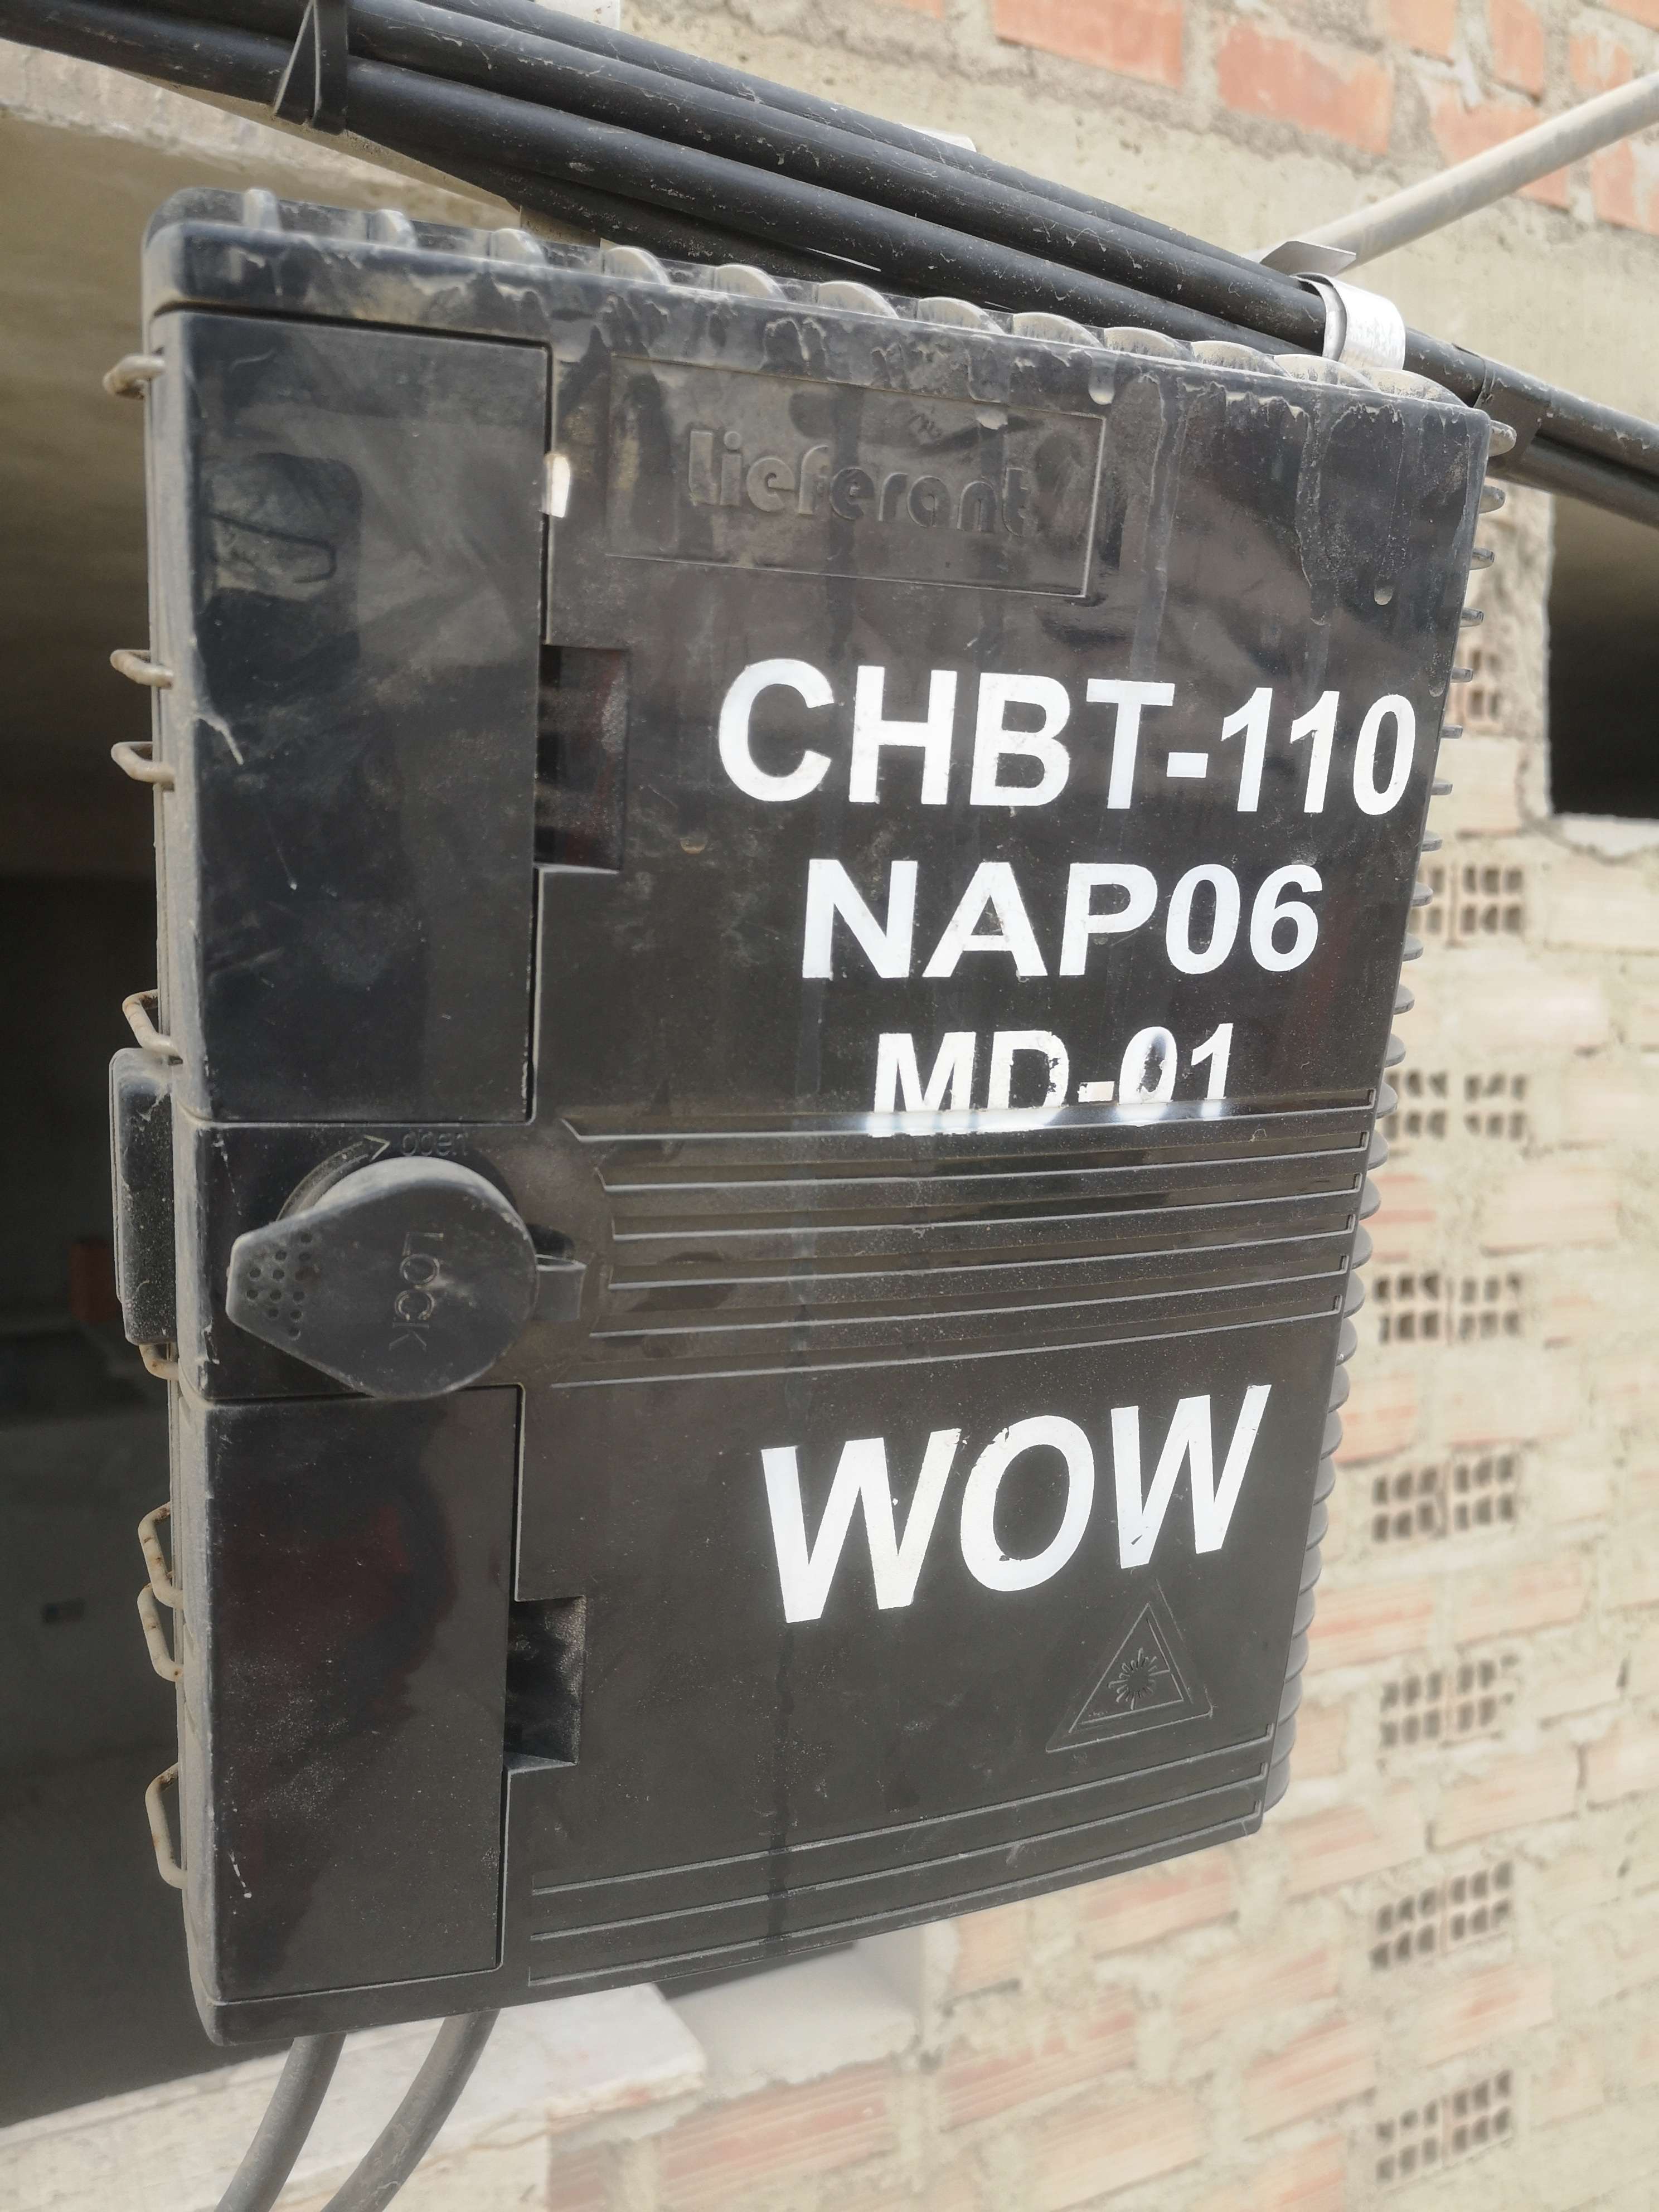 Lieferant
CHBT-110
NAP06
MD-01
open
Lock
WOW